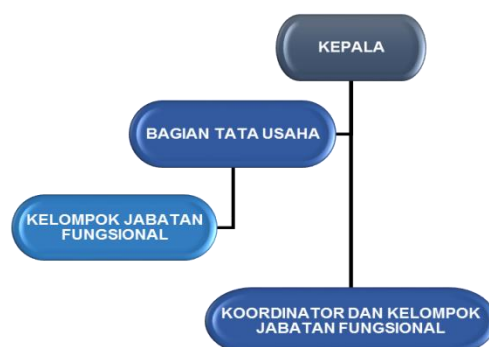 KEPALA
BAGIAN TATA USAHA
KELOMPOK JABATAN
FUNGSIONAL
KOORDINATOR DAN KELOMPOK
JABATAN FUNGSIONAL